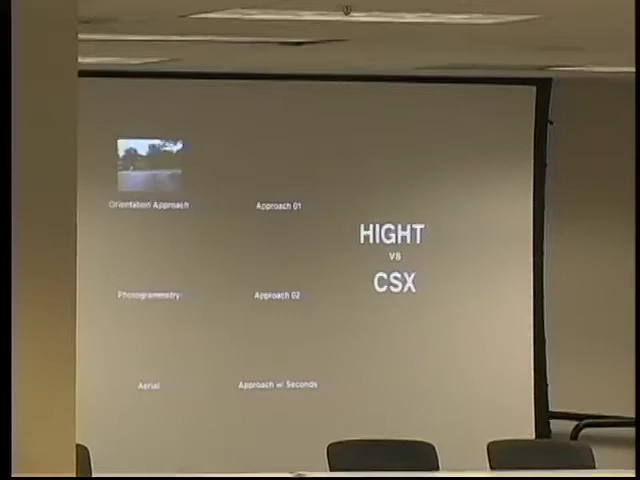 Orientation Approach
Approach 01
HIGHT
VS
CSX
Photogrammetry
Approach 02
Aerial
Approach w/ Seconds